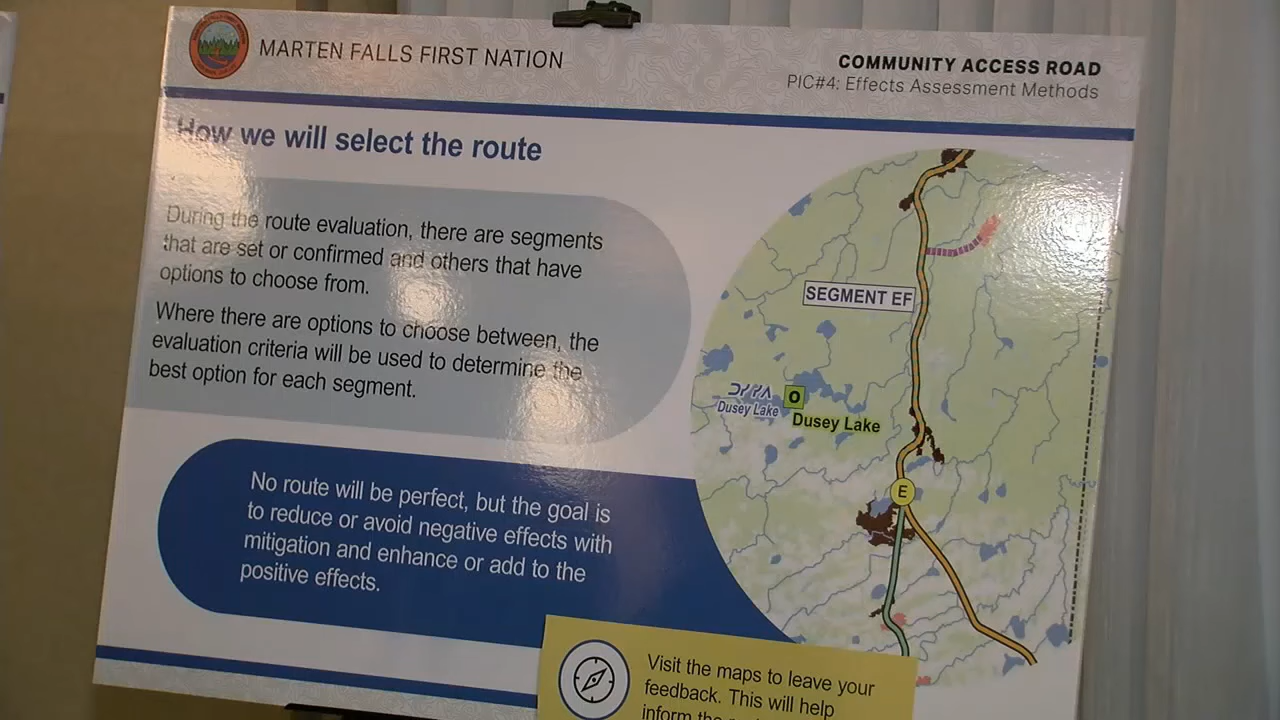 MARTEN FALLS FIRST NATION
COMMUNITY ACCESS ROAD
PIC#4: Effects Assessment Methods
How we will select the route
During the route evaluation, there are segments
that are set or confirmed and others that have
options to choose from.
Where there are options to choose between, the
evaluation criteria will be used to determine the
best option for each segment.
No route will be perfect, but the goal is
to reduce or avoid negative effects with
mitigation and enhance or add to the
positive effects.
SEGMENT EF
Dusey Lake
Dusey Lake
E
Visit the maps to leave your
feedback. This will help
inform the